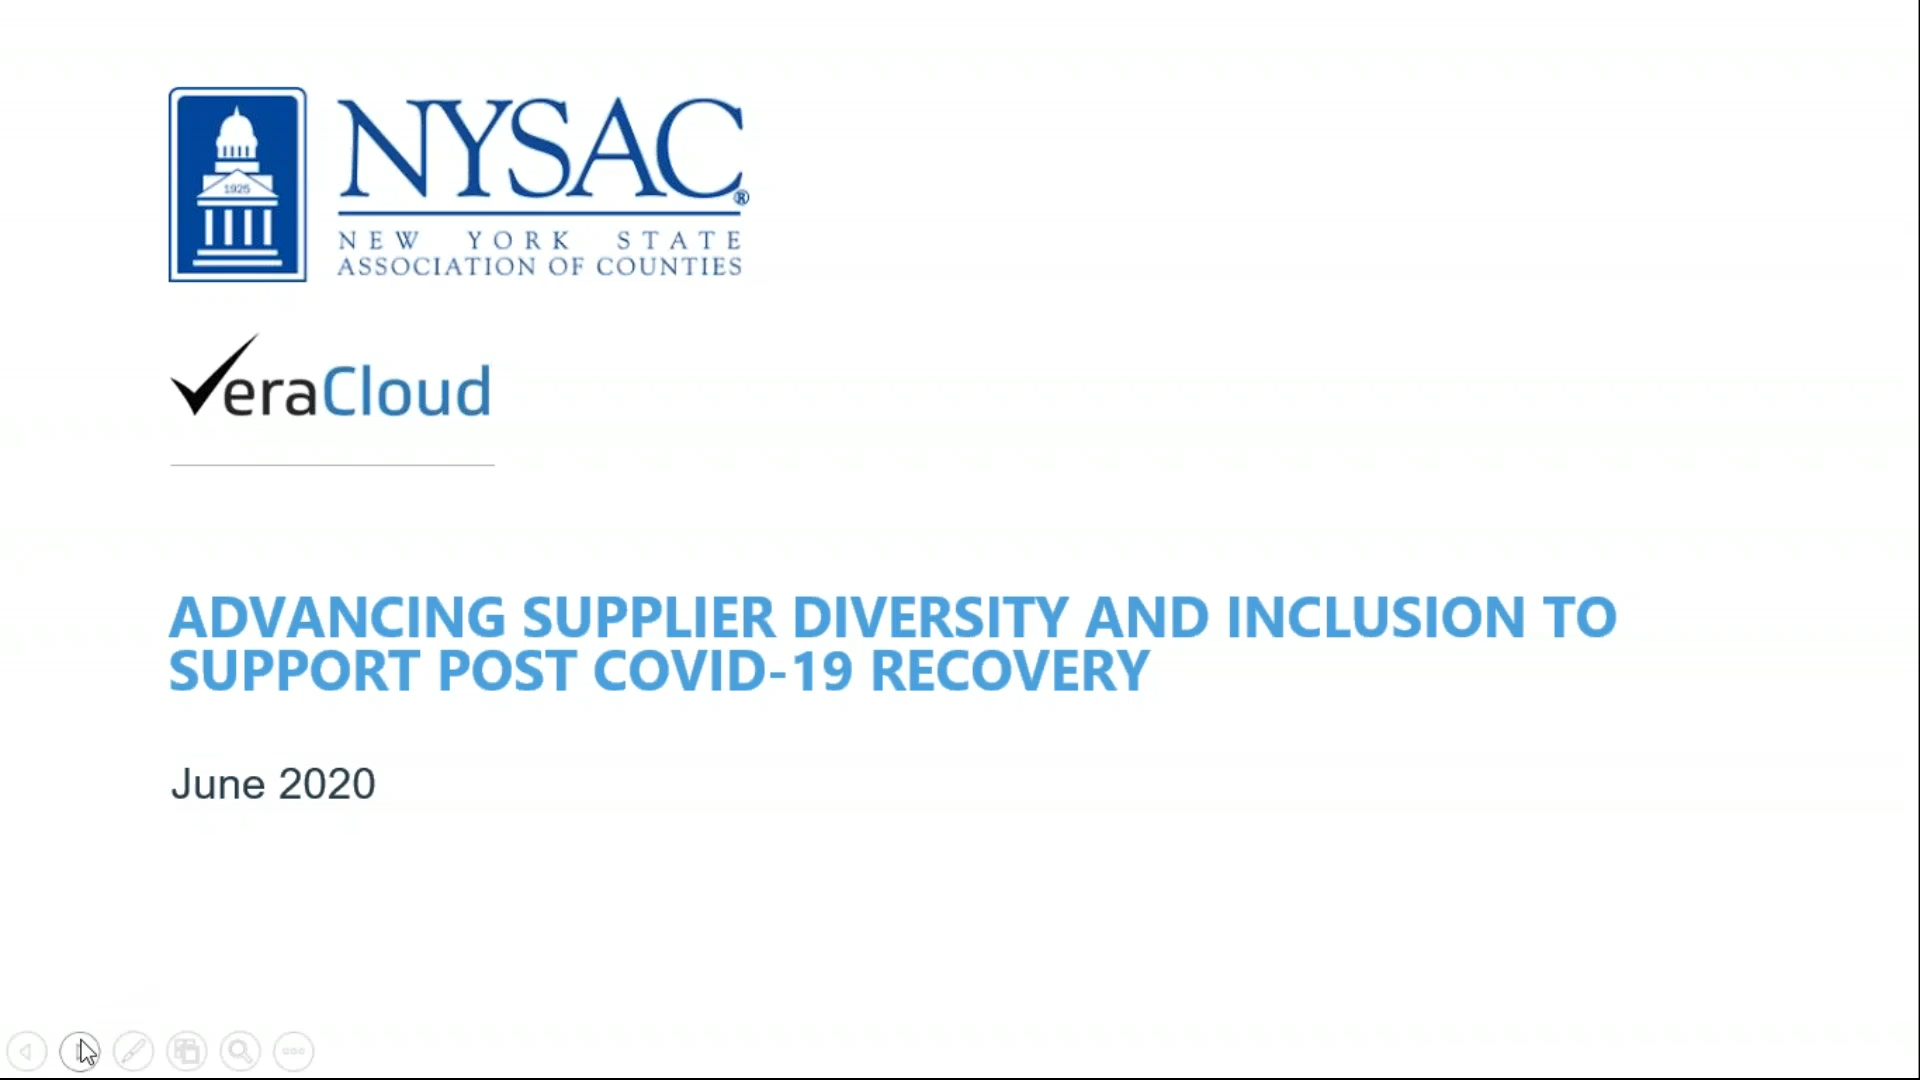 1925
NYSAC®
NEW YORK STATE
ASSOCIATION OF COUNTIES
VeraCloud
ADVANCING SUPPLIER DIVERSITY AND INCLUSION TO
SUPPORT POST COVID-19 RECOVERY
June 2020